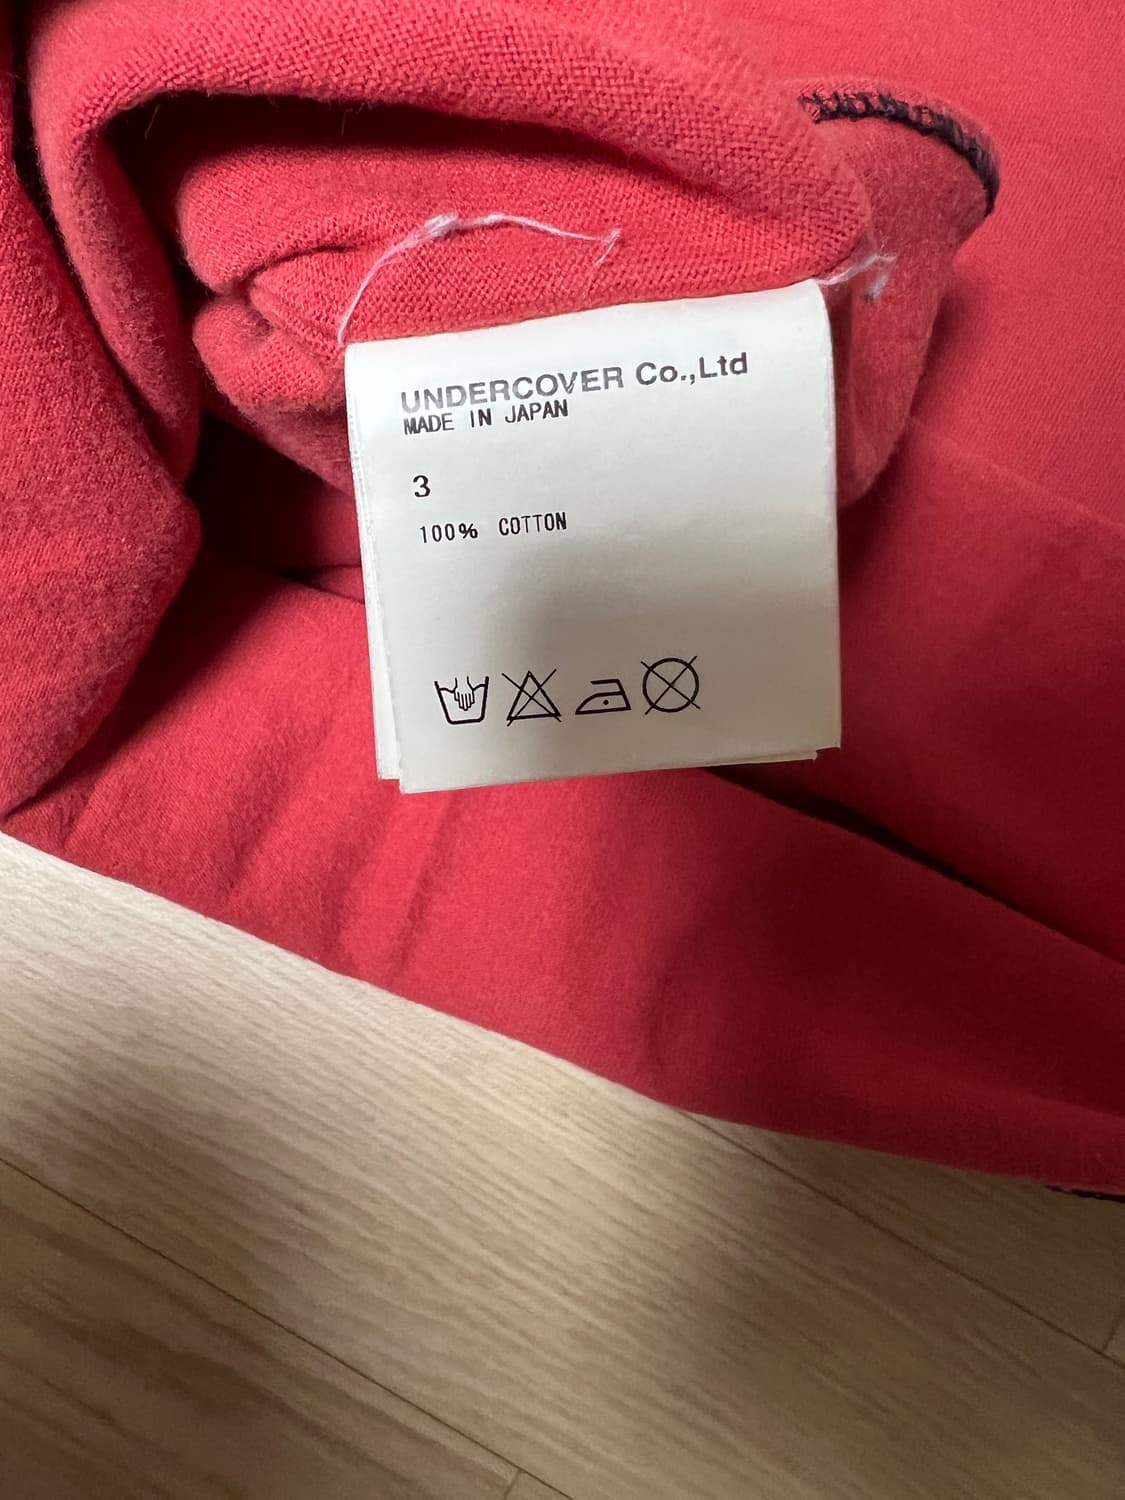 UNDERCOVER Co.,Ltd
MADE IN JAPAN
3
100% COTTON